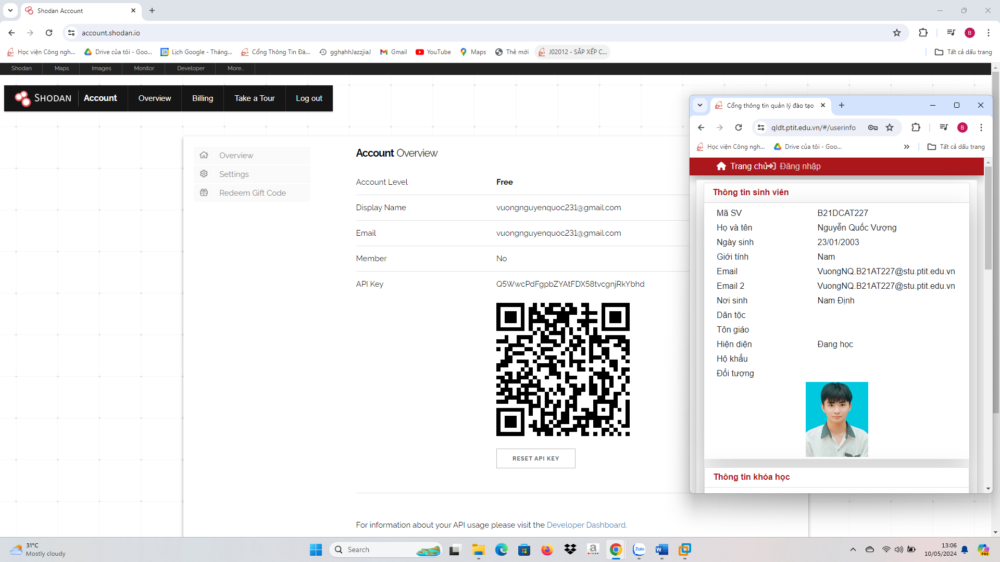 Shodan Account
account.shodan.io
Học viện Công ngh...
Drive của tôi - Goo...
Lịch Google - Tháng...
Cổng Thông Tin Đà...
gghạhhJazzjiaJ
Gmail
YouTube
Maps
Thẻ mới
J02012 - SẮP XẾP C...
Tất cả dấu trang
Shodan
Maps
Images
Monitor
Developer
More...
SHODAN
Account
Overview
Billing
Take a Tour
Log out
Overview
Settings
Redeem Gift Code
Account Overview
Account Level Free
Display Name vuongnguyenquoc231@gmail.com
Email vuongnguyenquoc231@gmail.com
Member No
API Key Q5WwcPdFgpbZYAtFDX58tvcgnjRkYbhd
RESET API KEY
For information about your API usage please visit the Developer Dashboard.
Cổng thông tin quản lý đào tạo
qldt.ptit.edu.vn/#/userinfo
Học viện Công ngh...
Drive của tôi - Goo...
Tất cả dấu trang
Trang chủ
Đăng nhập
Thông tin sinh viên
Mã SV B21DCAT227
Họ và tên Nguyễn Quốc Vượng
Ngày sinh 23/01/2003
Giới tính Nam
Email VuongNQ.B21AT227@stu.ptit.edu.vn
Email 2 VuongNQ.B21AT227@stu.ptit.edu.vn
Nơi sinh Nam Định
Dân tộc
Tôn giáo
Hiện diện Đang học
Hộ khẩu
Đối tượng
Thông tin khóa học
31°C
Mostly cloudy
Search
Zalo
13:06
10/05/2024
PRE